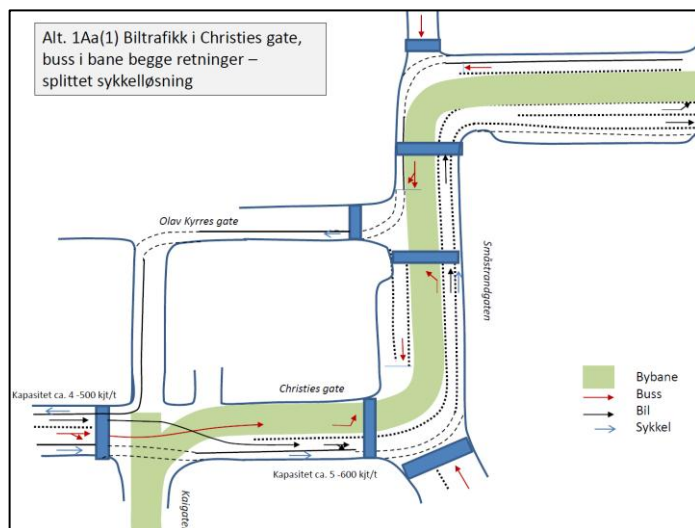 Alt. 1Aa(1) Biltrafikk i Christies gate,
buss i bane begge retninger –
splittet sykkelløsning
Olav Kyrres gate
Småstrandgaten
Christies gate
Kapasitet ca. 4 -500 kjt/t
Kapasitet ca. 5 -600 kjt/t
Kaigaten
Bybane
Buss
Bil
Sykkel